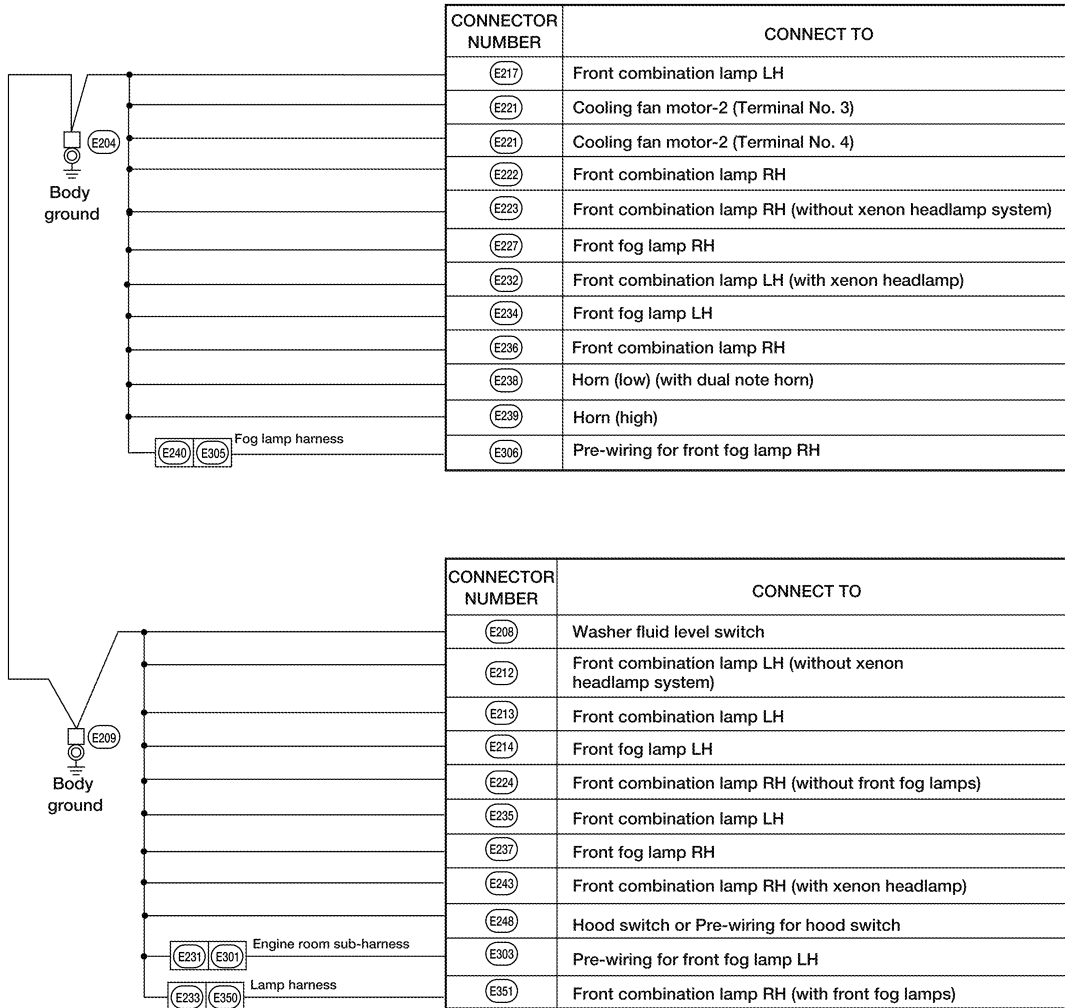 CONNECTOR NUMBER CONNECT TO
E217 Front combination lamp LH
E221 Cooling fan motor-2 (Terminal No. 3)
E204
E221 Cooling fan motor-2 (Terminal No. 4)
E222 Front combination lamp RH
Body
ground
E223 Front combination lamp RH (without xenon headlamp system)
E227 Front fog lamp RH
E232 Front combination lamp LH (with xenon headlamp)
E234 Front fog lamp LH
E236 Front combination lamp RH
E238 Horn (low) (with dual note horn)
E239 Horn (high)
E240 E305 Fog lamp harness
E306 Pre-wiring for front fog lamp RH
CONNECTOR NUMBER CONNECT TO
E208 Washer fluid level switch
E212 Front combination lamp LH (without xenon
headlamp system)
E213 Front combination lamp LH
E209
E214 Front fog lamp LH
Body
ground
E224 Front combination lamp RH (without front fog lamps)
E235 Front combination lamp LH
E237 Front fog lamp RH
E243 Front combination lamp RH (with xenon headlamp)
E248 Hood switch or Pre-wiring for hood switch
E231 E301 Engine room sub-harness
E303 Pre-wiring for front fog lamp LH
E233 E350 Lamp harness
E351 Front combination lamp RH (with front fog lamps)